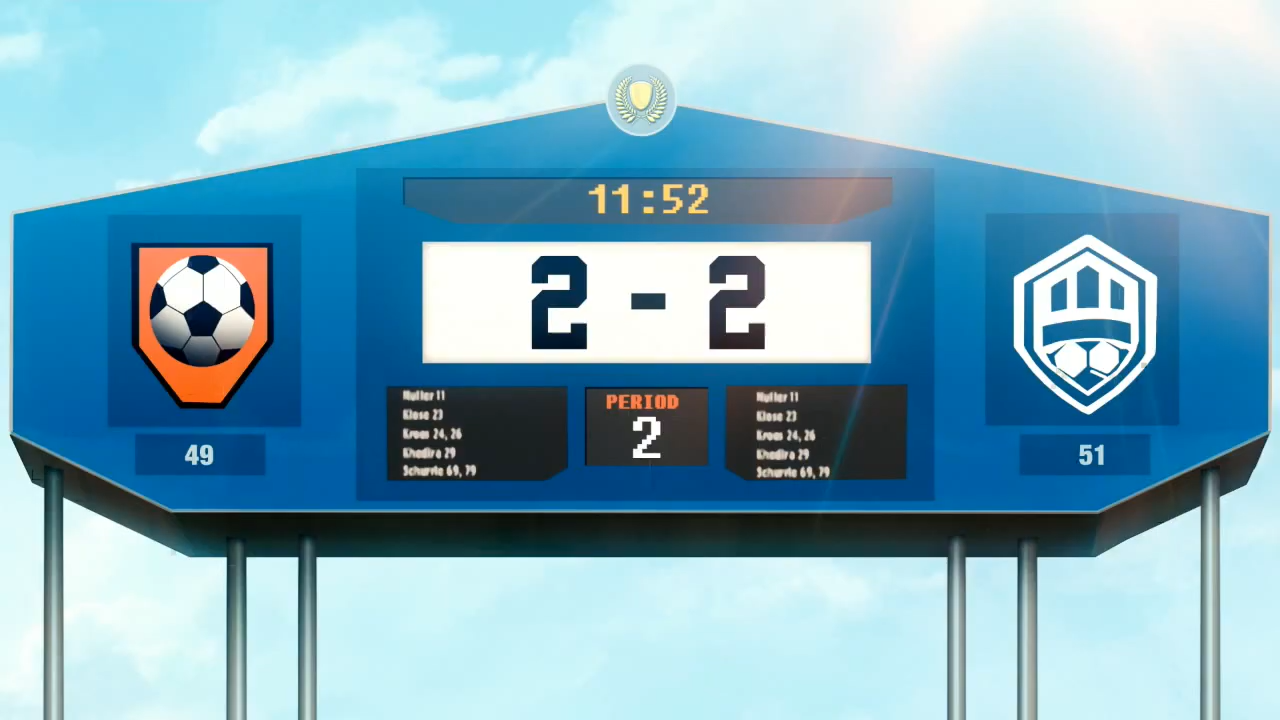 11:52
2 - 2
Muller 11
Klose 23
Kroos 24, 26
Khedira 29
Schurrle 69, 79
PERIOD
2
Muller 11
Klose 23
Kroos 24, 26
Khedira 29
Schurrle 69, 79
49
51